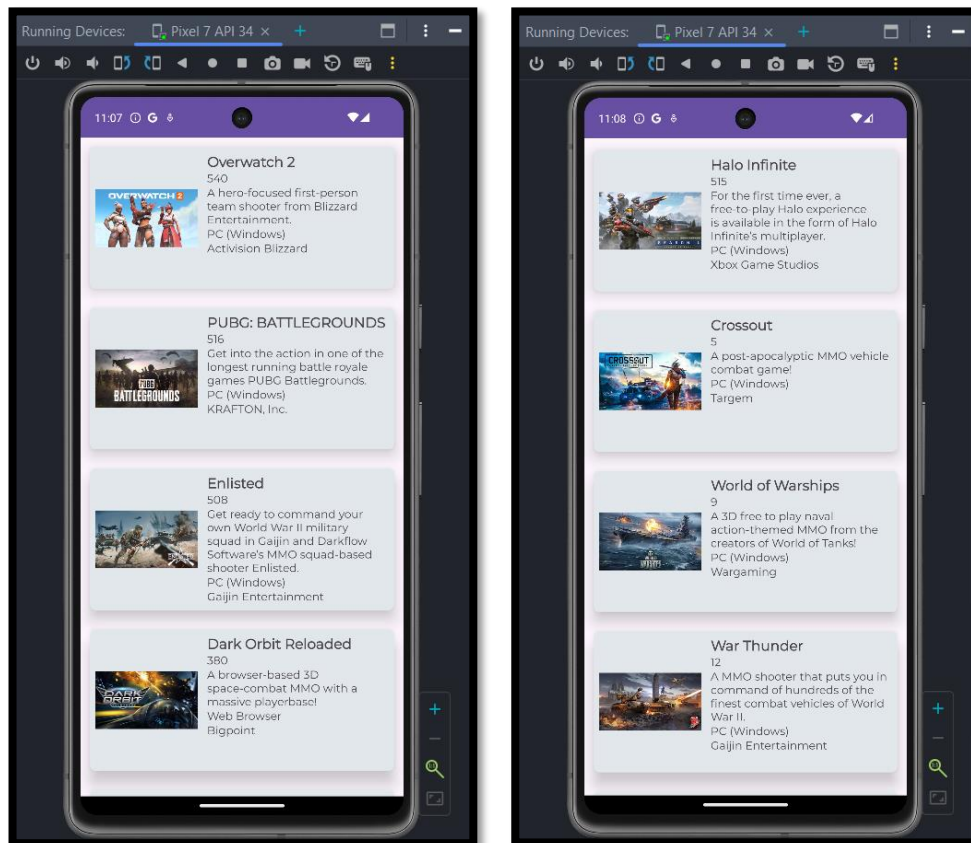 Running Devices: Pixel 7 API 34
11:07
Overwatch 2
540
A hero-focused first-person
team shooter from Blizzard
Entertainment.
PC (Windows)
Activision Blizzard
OVERWATCH 2
PUBG: BATTLEGROUNDS
516
Get into the action in one of the
longest running battle royale
games PUBG Battlegrounds.
PC (Windows)
KRAFTON, Inc.
PUBG
BATTLEGROUNDS
Enlisted
508
Get ready to command your
own World War II military
squad in Gaijin and Darkflow
Software's MMO squad-based
shooter Enlisted.
PC (Windows)
Gaijin Entertainment
Dark Orbit Reloaded
380
A browser-based 3D
space-combat MMO with a
massive playerbase!
Web Browser
Bigpoint
DARK
ORBIT
Running Devices: Pixel 7 API 34
11:08
Halo Infinite
515
For the first time ever, a
free-to-play Halo experience
is available in the form of Halo
Infinite's multiplayer.
PC (Windows)
Xbox Game Studios
Crossout
5
A post-apocalyptic MMO vehicle
combat game!
PC (Windows)
Targem
CROSSOUT
World of Warships
9
A 3D free to play naval
action-themed MMO from the
creators of World of Tanks!
PC (Windows)
Wargaming
War Thunder
12
A MMO shooter that puts you in
command of hundreds of the
finest combat vehicles of World
War II.
PC (Windows)
Gaijin Entertainment